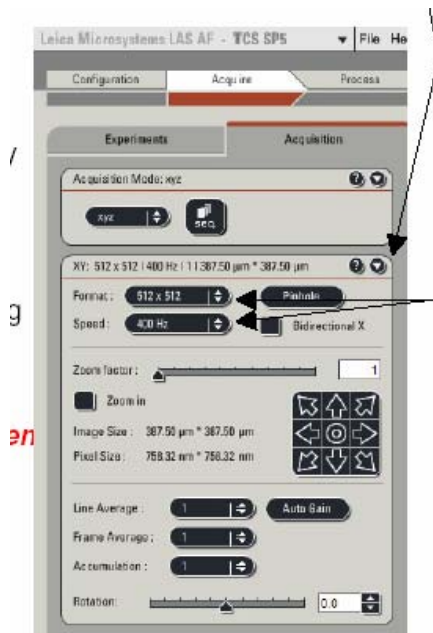 Leica Microsystems LAS AF - TCS SP5 File He
Configuration Acquire Process
Experiments Acquisition
Acquisition Mode: xyz
xyz seq
XY: 512 x 512 | 400 Hz | 1 | 387.50 µm * 387.50 µm
Format: 512 x 512 Pinhole
Speed: 400 Hz Bidirectional X
Zoom factor: 1
Zoom in
Image Size: 387.50 µm * 387.50 µm
Pixel Size: 758.32 nm * 758.32 nm
Line Average: 1 Auto Gain
Frame Average: 1
Accumulation: 1
Rotation: 0.0
y
g
en